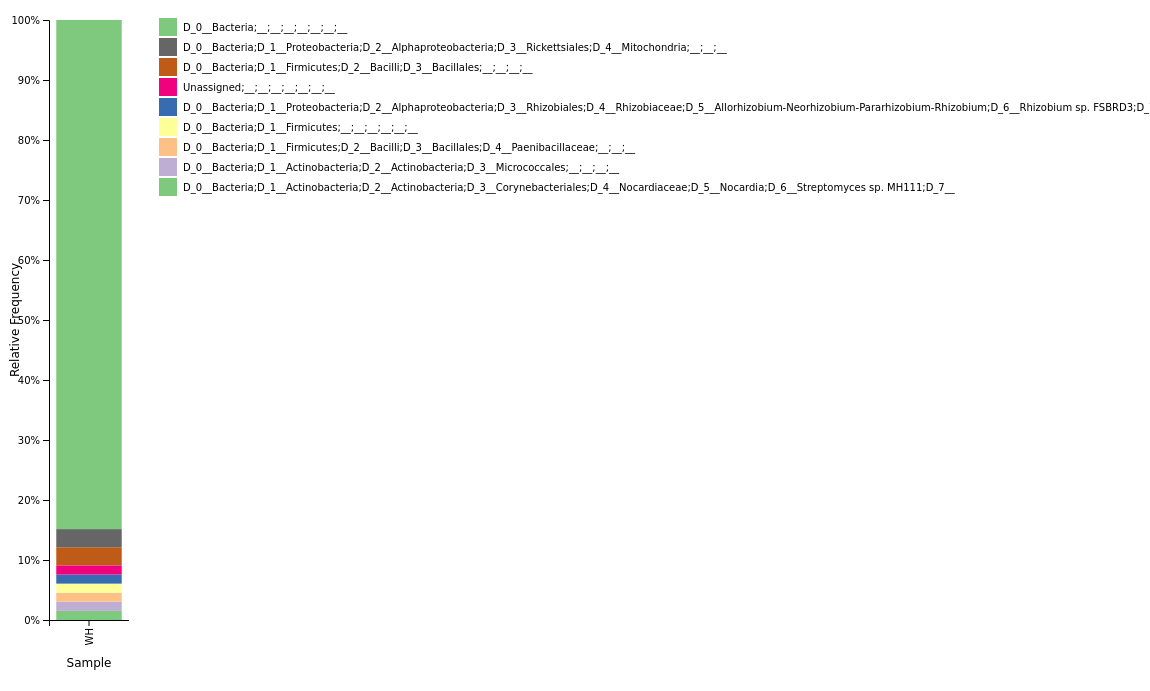 100%
90%
80%
70%
60%
50%
40%
30%
20%
10%
0%
Relative Frequency
WH
Sample
D_0__Bacteria;__;__;__;__;__;__;__
D_0__Bacteria;D_1__Proteobacteria;D_2__Alphaproteobacteria;D_3__Rickettsiales;D_4__Mitochondria;__;__;__
D_0__Bacteria;D_1__Firmicutes;D_2__Bacilli;D_3__Bacillales;__;__;__;__
Unassigned;__;__;__;__;__;__;__
D_0__Bacteria;D_1__Proteobacteria;D_2__Alphaproteobacteria;D_3__Rhizobiales;D_4__Rhizobiaceae;D_5__Allorhizobium-Neorhizobium-Pararhizobium-Rhizobium;D_6__Rhizobium sp. FSBRD3;D_
D_0__Bacteria;D_1__Firmicutes;__;__;__;__;__;__
D_0__Bacteria;D_1__Firmicutes;D_2__Bacilli;D_3__Bacillales;D_4__Paenibacillaceae;__;__;__
D_0__Bacteria;D_1__Actinobacteria;D_2__Actinobacteria;D_3__Micrococcales;__;__;__;__
D_0__Bacteria;D_1__Actinobacteria;D_2__Actinobacteria;D_3__Corynebacteriales;D_4__Nocardiaceae;D_5__Nocardia;D_6__Streptomyces sp. MH111;D_7__